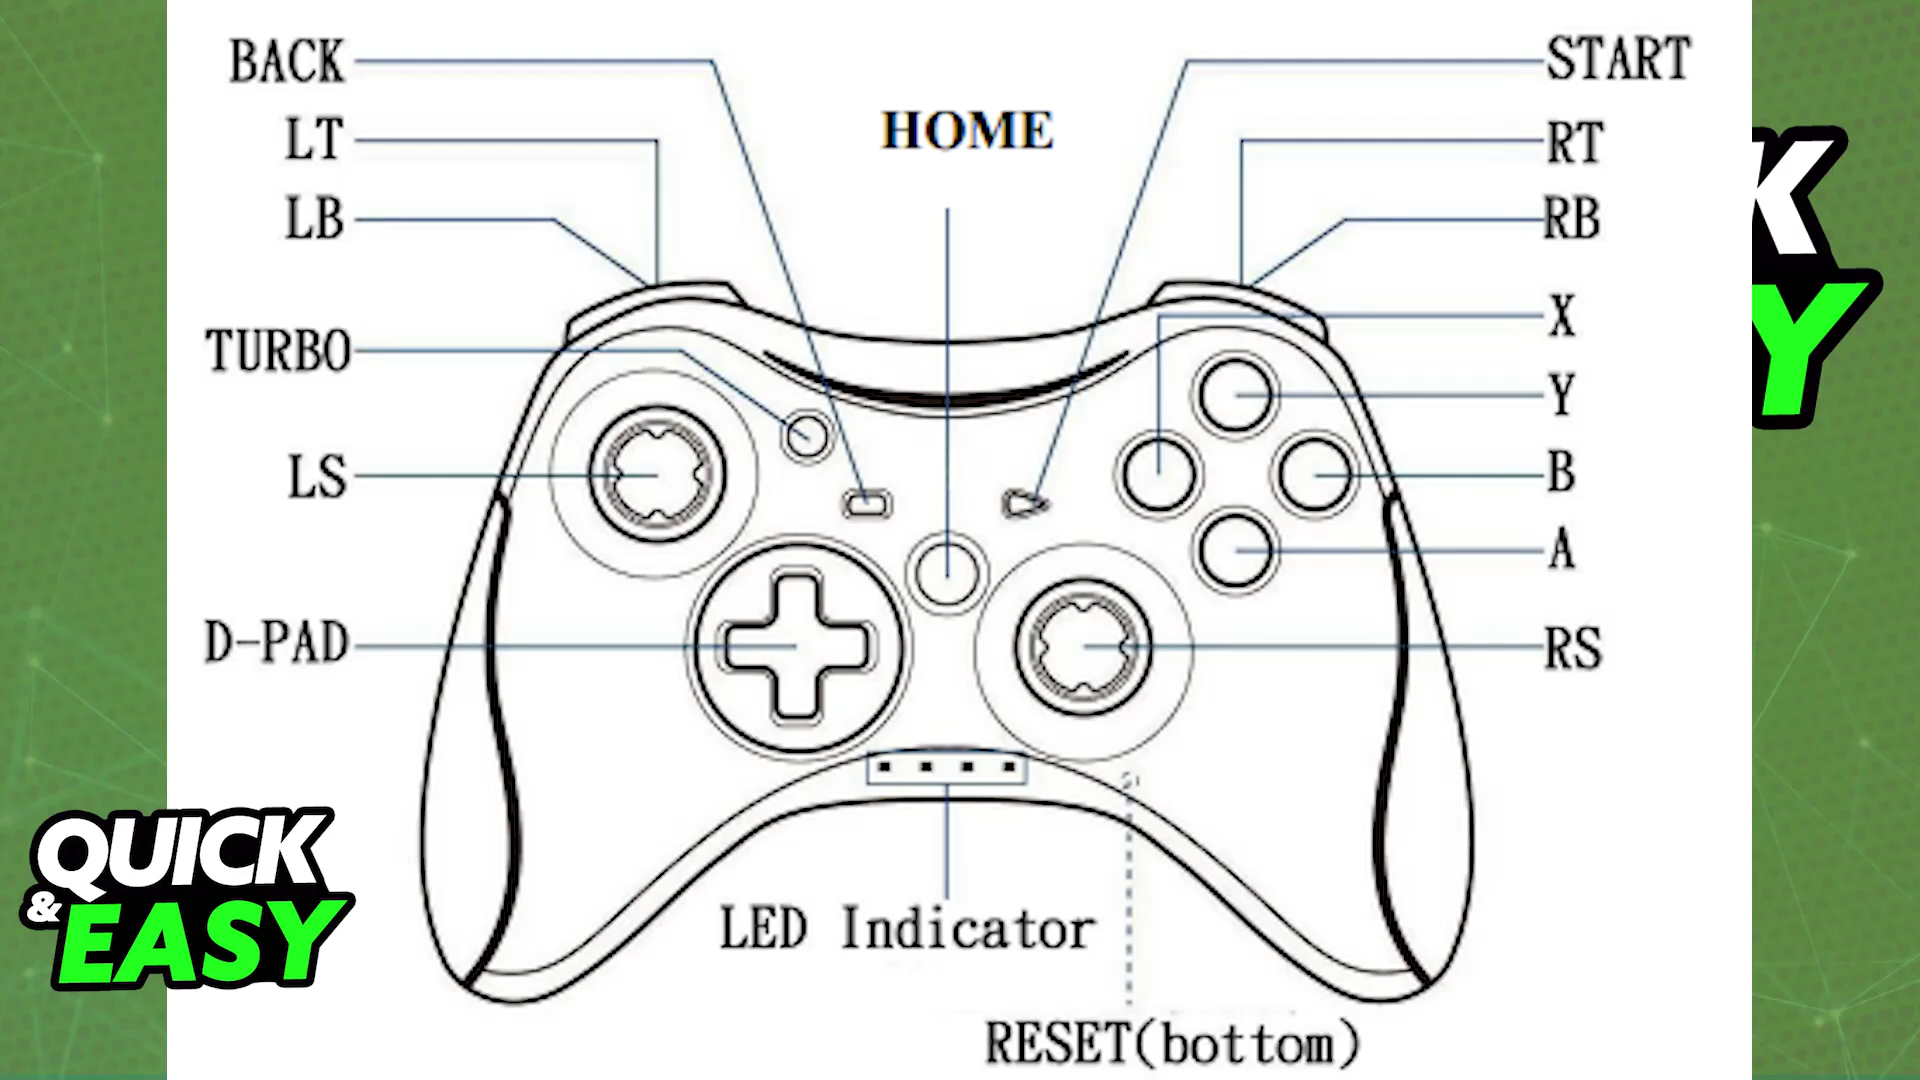 BACK
LT
LB
TURBO
LS
D-PAD
HOME
START
RT
RB
X
Y
B
A
RS
LED Indicator
RESET(bottom)
QUICK
& EASY
K
Y